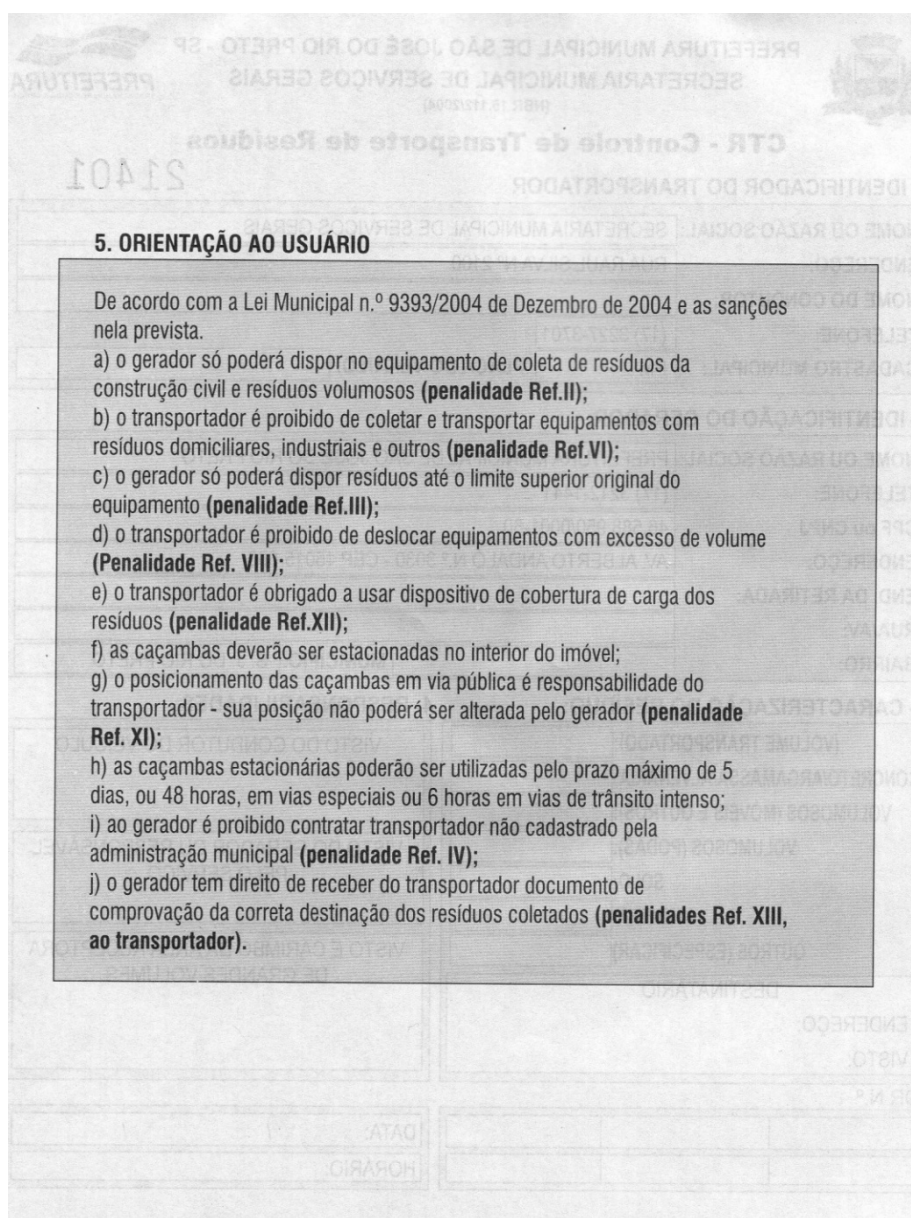 5. ORIENTAÇÃO AO USUÁRIO
De acordo com a Lei Municipal n.º 9393/2004 de Dezembro de 2004 e as sanções
nela prevista.
a) o gerador só poderá dispor no equipamento de coleta de resíduos da
construção civil e resíduos volumosos (penalidade Ref.II);
b) o transportador é proibido de coletar e transportar equipamentos com
resíduos domiciliares, industriais e outros (penalidade Ref.VI);
c) o gerador só poderá dispor resíduos até o limite superior original do
equipamento (penalidade Ref.III);
d) o transportador é proibido de deslocar equipamentos com excesso de volume
(Penalidade Ref. VIII);
e) o transportador é obrigado a usar dispositivo de cobertura de carga dos
resíduos (penalidade Ref.XII);
f) as caçambas deverão ser estacionadas no interior do imóvel;
g) o posicionamento das caçambas em via pública é responsabilidade do
transportador - sua posição não poderá ser alterada pelo gerador (penalidade
Ref. XI);
h) as caçambas estacionárias poderão ser utilizadas pelo prazo máximo de 5
dias, ou 48 horas, em vias especiais ou 6 horas em vias de trânsito intenso;
i) ao gerador é proibido contratar transportador não cadastrado pela
administração municipal (penalidade Ref. IV);
j) o gerador tem direito de receber do transportador documento de
comprovação da correta destinação dos resíduos coletados (penalidades Ref. XIII,
ao transportador).